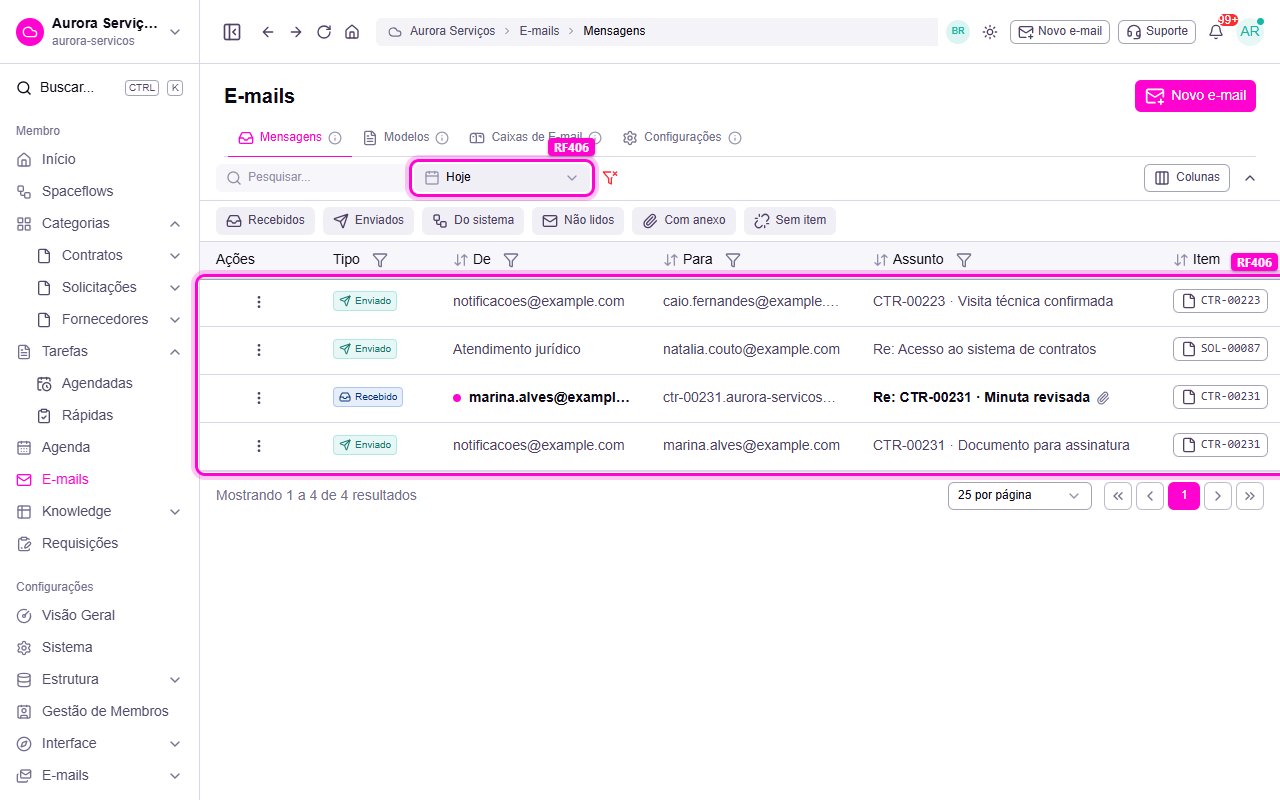 Aurora Serviç...
aurora-servicos
Aurora Serviços
E-mails
Mensagens
BR
Novo e-mail
Suporte
99+
AR
Buscar...
CTRL
K
Membro
Início
Spaceflows
Categorias
Contratos
Solicitações
Fornecedores
Tarefas
Agendadas
Rápidas
Agenda
E-mails
Knowledge
Requisições
Configurações
Visão Geral
Sistema
Estrutura
Gestão de Membros
Interface
E-mails
E-mails
Novo e-mail
Mensagens
Modelos
Caixas de E-mail
Configurações
RF406
Pesquisar...
Hoje
Colunas
Recebidos
Enviados
Do sistema
Não lidos
Com anexo
Sem item
Ações Tipo De Para Assunto Item
RF406
Enviado notificacoes@example.com caio.fernandes@example.... CTR-00223 · Visita técnica confirmada CTR-00223
Enviado Atendimento jurídico natalia.couto@example.com Re: Acesso ao sistema de contratos SOL-00087
Recebido marina.alves@exampl... ctr-00231.aurora-servicos... Re: CTR-00231 · Minuta revisada CTR-00231
Enviado notificacoes@example.com marina.alves@example.com CTR-00231 · Documento para assinatura CTR-00231
Mostrando 1 a 4 de 4 resultados
25 por página
1